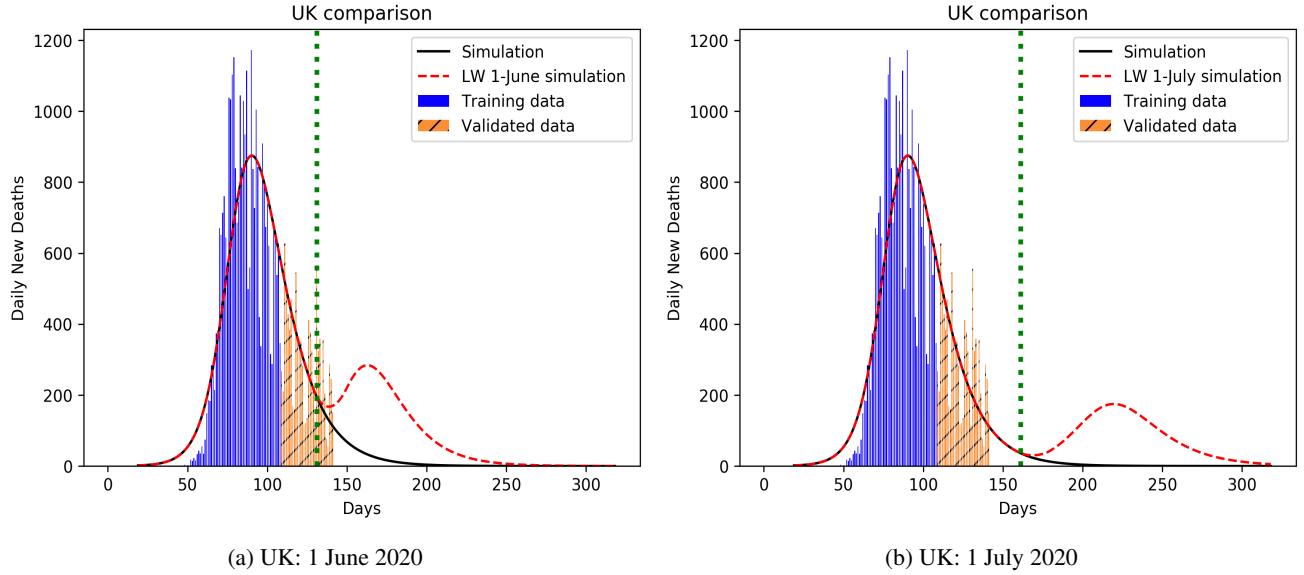 UK comparison
1200
1000
800
600
400
200
0
Daily New Deaths
0 50 100 150 200 250 300
Days
Simulation
LW 1-June simulation
Training data
Validated data
(a) UK: 1 June 2020
UK comparison
1200
1000
800
600
400
200
0
Daily New Deaths
0 50 100 150 200 250 300
Days
Simulation
LW 1-July simulation
Training data
Validated data
(b) UK: 1 July 2020